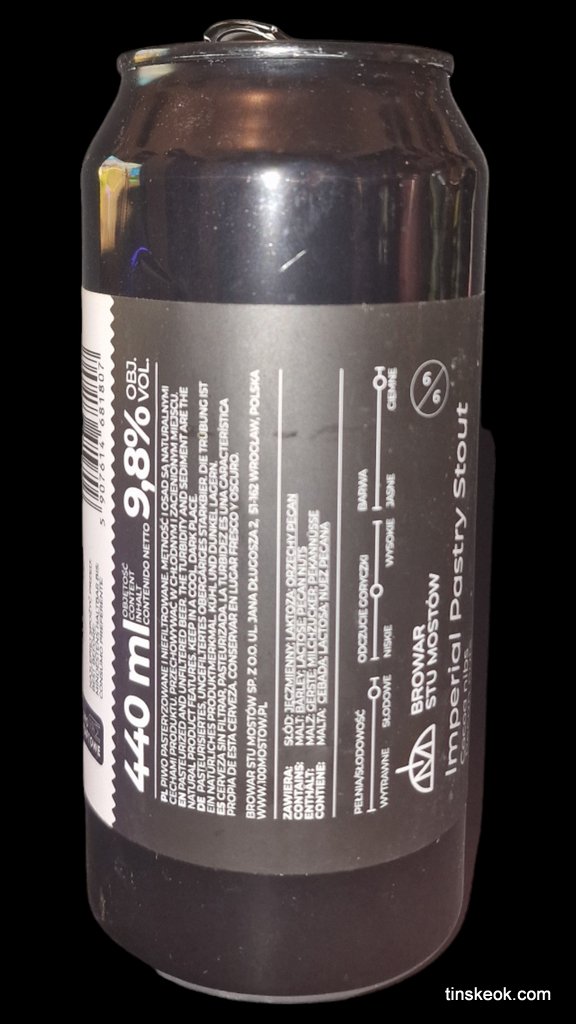 5 907614 681807
440 ml
OBJĘTOŚĆ
CONTENT
INHALT
CONTENIDO NETTO
9,8% OBJ.
VOL.
PL PIWO PASTERYZOWANE I NIEFILTROWANE. MĘTNOŚĆ I OSAD SĄ NATURALNYMI
CECHAMI PRODUKTU. PRZECHOWYWAĆ W CHŁODNYM I ZACIENIONYM MIEJSCU.
EN PASTEURIZED AND UNFILTERED BEER. TURBIDITY AND SEDIMENT ARE THE
NATURAL PRODUCT FEATURES. KEEP IN COOL, DARK PLACE.
DE PASTEURISIERTES, UNGEFILTERTES OBERGÄRIGES STARKBIER. DIE TRÜBUNG IST
EIN NATÜRLICHES PRODUKTMERKMAL. KÜHL UND DUNKEL LAGERN.
ES CERVEZA SIN FILTRAR, PASTEURIZADA. LA TURBIDEZ ES UNA CARACTERÍSTICA
PROPIA DE ESTA CERVEZA. CONSERVAR EN LUGAR FRESCO Y OSCURO.
BROWAR STU MOSTÓW SP. Z O.O. UL. JANA DŁUGOSZA 2, 51-162 WROCŁAW, POLSKA
WWW.100MOSTOW.PL
ZAWIERA: SŁÓD: JĘCZMIENNY; LAKTOZA; ORZECHY PECAN
CONTAINS: MALT: BARLEY; LACTOSE; PECAN NUTS
ENTHÄLT: MALZ: GERSTE; MILCHZUCKER; PEKANNÜSSE
CONTIENE: MALTA: CEBADA; LACTOSA; NUEZ PECANA
PEŁNIA/SŁODOWOŚĆ
WYTRAWNE SŁODOWE
ODCZUCIE GORYCZKI
NISKIE WYSOKIE
BARWA
JASNE CIEMNE
BROWAR
STU MOSTÓW
6/6
Imperial Pastry Stout
tinskeok.com